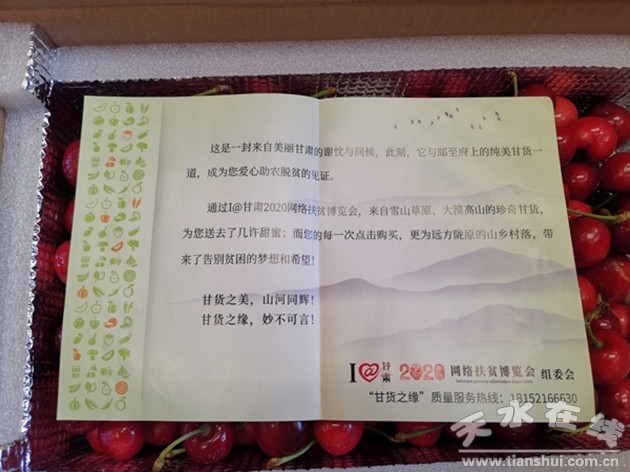 这是一封来自美丽甘肃的谢忱与问候，此刻，它与邮至府上的纯美甘货一
道，成为您爱心助农脱贫的见证。
通过I@甘肃2020网络扶贫博览会，来自雪山草原、大漠高山的珍奇甘货，
为您送去了几许甜蜜；而您的每一次点击购买，更为远方陇原的山乡村落，带
来了告别贫困的梦想和希望！
甘货之美，山河同辉！
甘货之缘，妙不可言！
I@甘肃 2020 网络扶贫博览会 组委会
“甘货之缘”质量服务热线：18152166630
天水在线
www.tianshui.com.cn